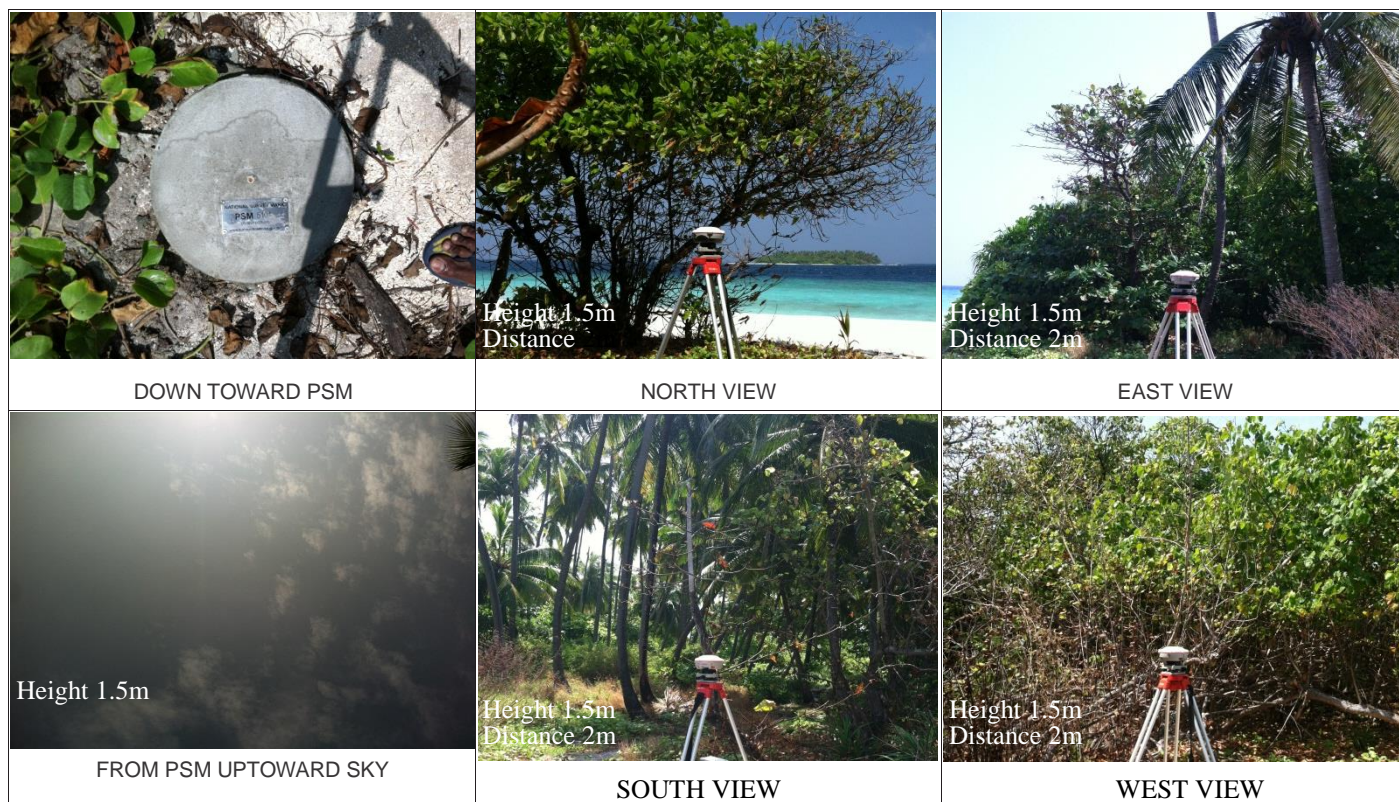 PSM
DOWN TOWARD PSM
Height 1.5m
Distance
NORTH VIEW
Height 1.5m
Distance 2m
EAST VIEW
Height 1.5m
FROM PSM UPTOWARD SKY
Height 1.5m
Distance 2m
SOUTH VIEW
Height 1.5m
Distance 2m
WEST VIEW